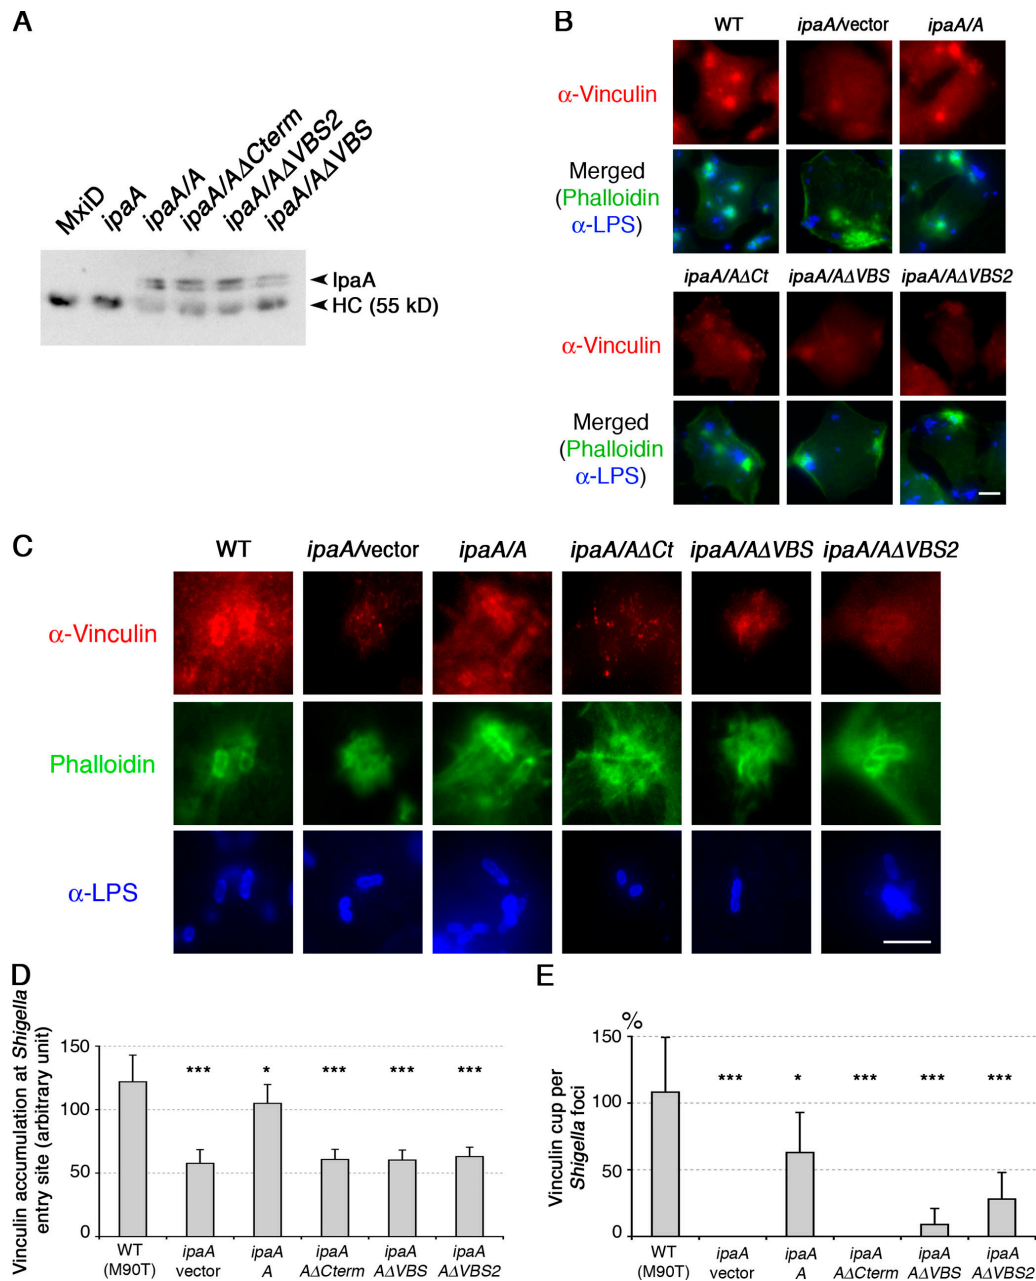 A
MxiD
ipaA
ipaA/A
ipaA/AΔCterm
ipaA/AΔVBS2
ipaA/AΔVBS
IpaA
HC (55 kD)
B
WT
ipaA/vector
ipaA/A
α-Vinculin
Merged
(Phalloidin
α-LPS)
ipaA/AΔCt
ipaA/AΔVBS
ipaA/AΔVBS2
α-Vinculin
Merged
(Phalloidin
α-LPS)
C
WT
ipaA/vector
ipaA/A
ipaA/AΔCt
ipaA/AΔVBS
ipaA/AΔVBS2
α-Vinculin
Phalloidin
α-LPS
D
Vinculin accumulation at Shigella
entry site (arbitrary unit)
150
100
50
0
***
*
***
***
***
WT
(M90T)
ipaA
vector
ipaA
A
ipaA
AΔCterm
ipaA
AΔVBS
ipaA
AΔVBS2
E
%
Vinculin cup per
Shigella foci
150
100
50
0
***
*
***
***
***
WT
(M90T)
ipaA
vector
ipaA
A
ipaA
AΔCterm
ipaA
AΔVBS
ipaA
AΔVBS2